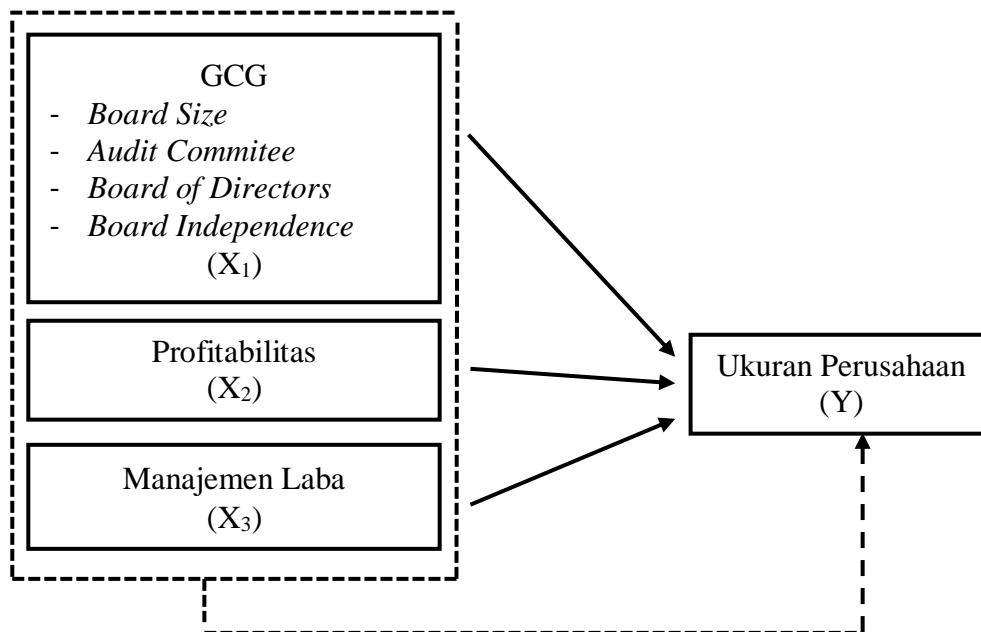 GCG
- Board Size
- Audit Commitee
- Board of Directors
- Board Independence
(X₁)
Profitabilitas
(X₂)
Manajemen Laba
(X₃)
Ukuran Perusahaan
(Y)